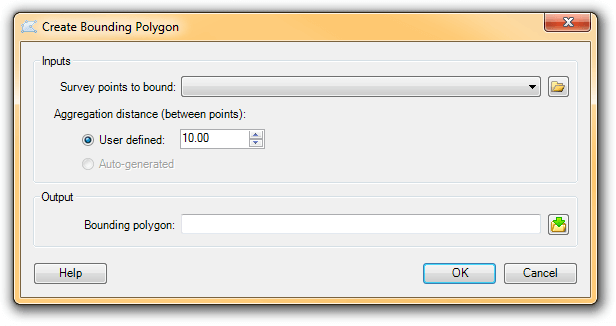 Create Bounding Polygon
Inputs
Survey points to bound:
Aggregation distance (between points):
User defined: 10.00
Auto-generated
Output
Bounding polygon:
Help OK Cancel